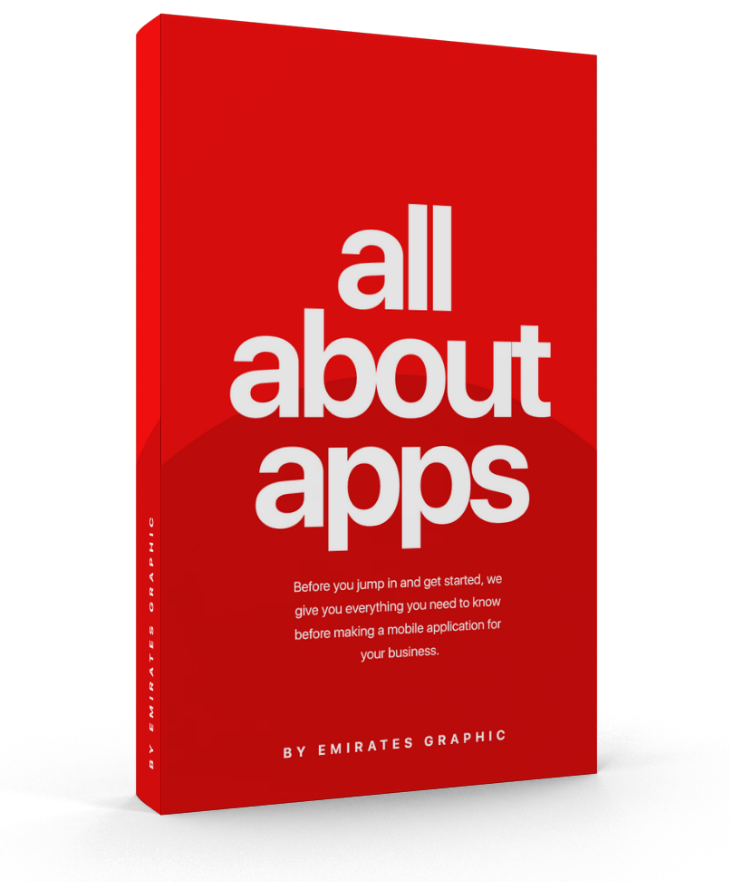 all
about
apps
Before you jump in and get started, we
give you everything you need to know
before making a mobile application for
your business.
BY EMIRATES GRAPHIC
BY EMIRATES GRAPHIC